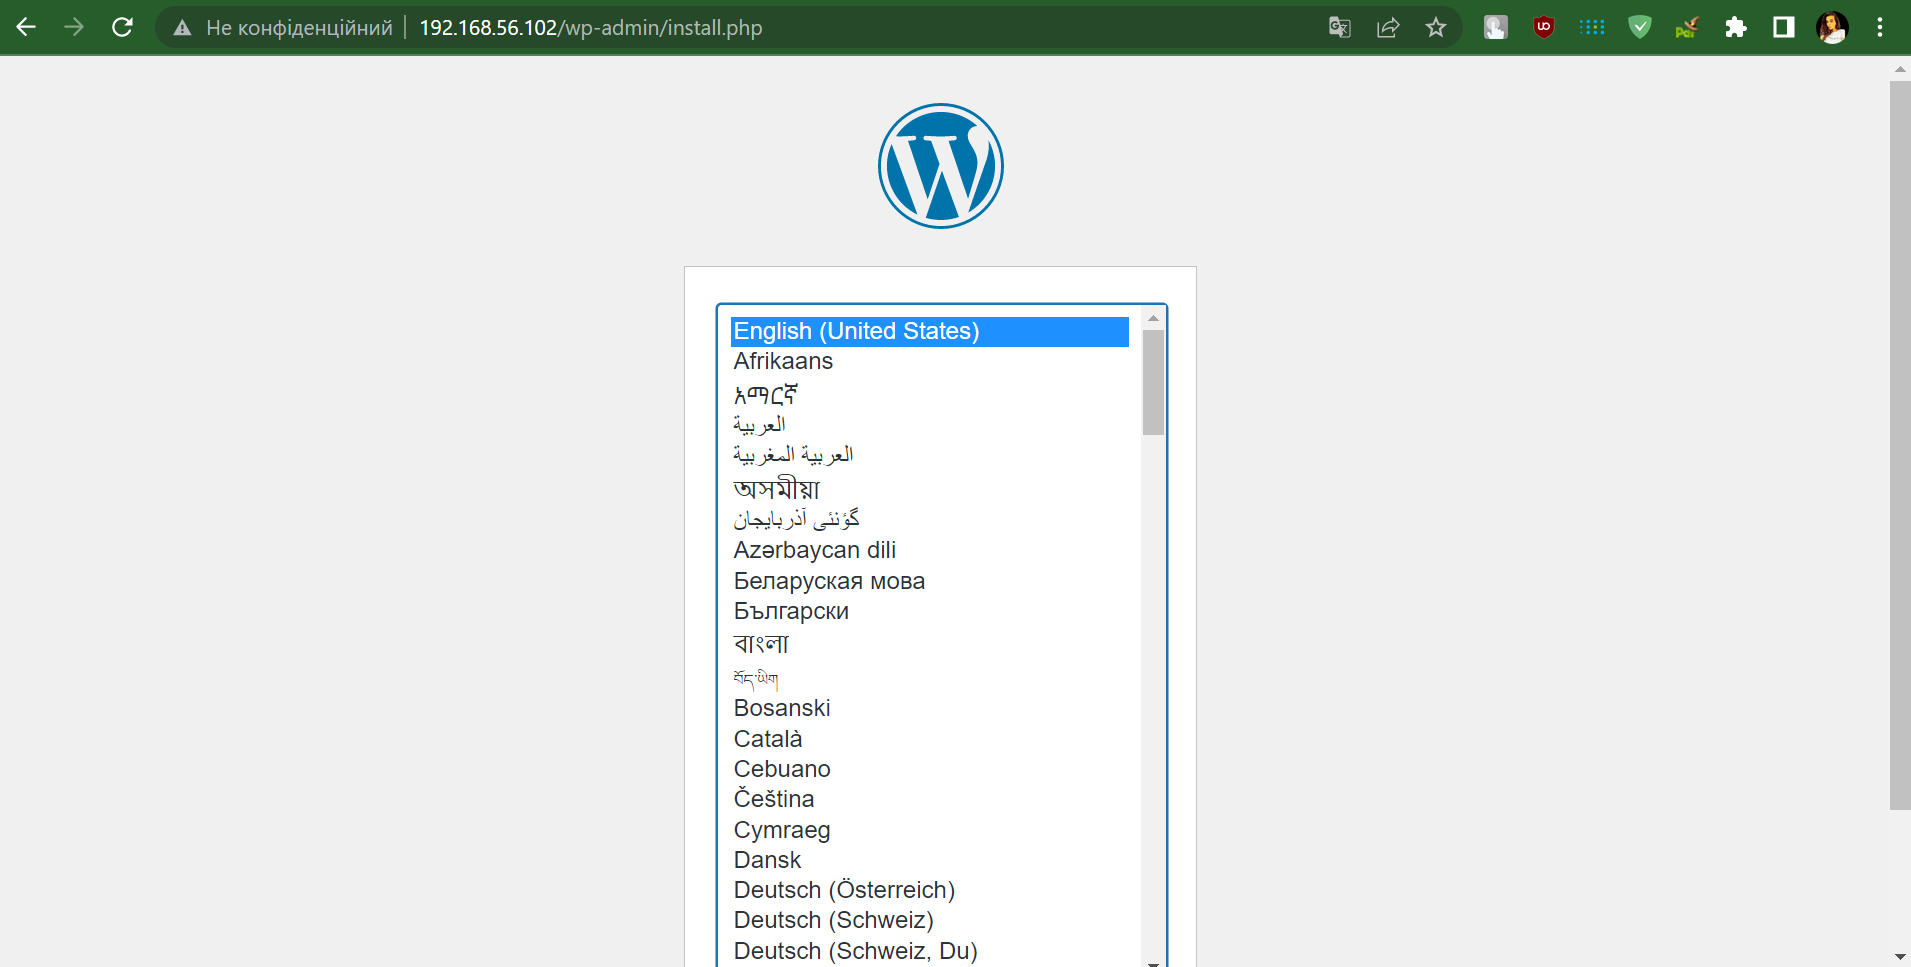 Не конфіденційний 192.168.56.102/wp-admin/install.php
English (United States)
Afrikaans
አማርኛ
العربية
العربية المغربية
অসমীয়া
گؤنئی آذربایجان
Azərbaycan dili
Беларуская мова
Български
বাংলা
བོད་ཡིག
Bosanski
Català
Cebuano
Čeština
Cymraeg
Dansk
Deutsch (Österreich)
Deutsch (Schweiz)
Deutsch (Schweiz, Du)